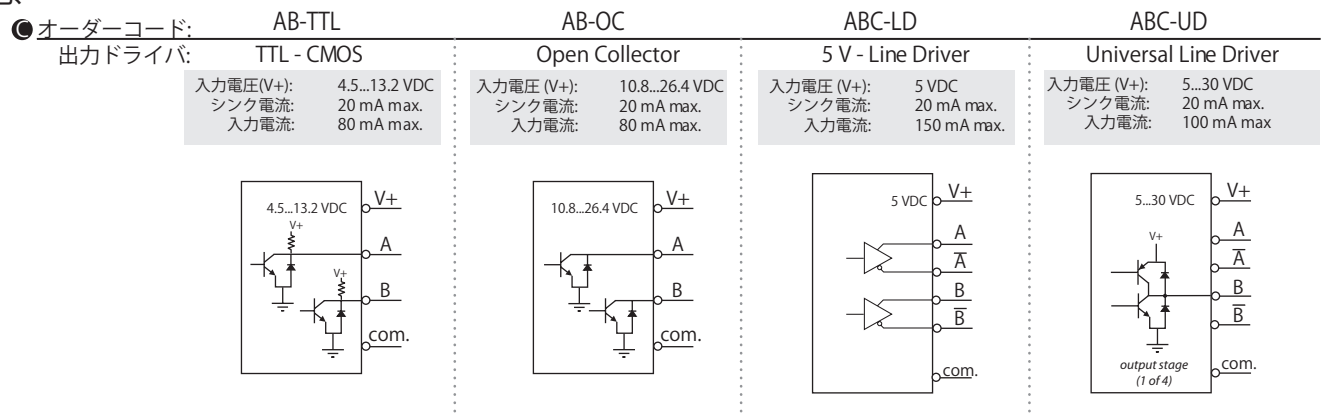 C オーダーコード: AB-TTL AB-OC ABC-LD ABC-UD
出力ドライバ: TTL - CMOS Open Collector 5 V - Line Driver Universal Line Driver
入力電圧(V+): 4.5...13.2 VDC
シンク電流: 20 mA max.
入力電流: 80 mA max.
入力電圧 (V+): 10.8...26.4 VDC
シンク電流: 20 mA max.
入力電流: 80 mA max.
入力電圧 (V+): 5 VDC
シンク電流: 20 mA max.
入力電流: 150 mA max.
入力電圧 (V+): 5...30 VDC
シンク電流: 20 mA max.
入力電流: 100 mA max
4.5...13.2 VDC V+
V+
A
V+
B
com.
10.8...26.4 VDC V+
A
B
com.
5 VDC V+
A
A̅
B
B̅
com.
5...30 VDC V+
V+
A
A̅
B
B̅
output stage
(1 of 4)
com.